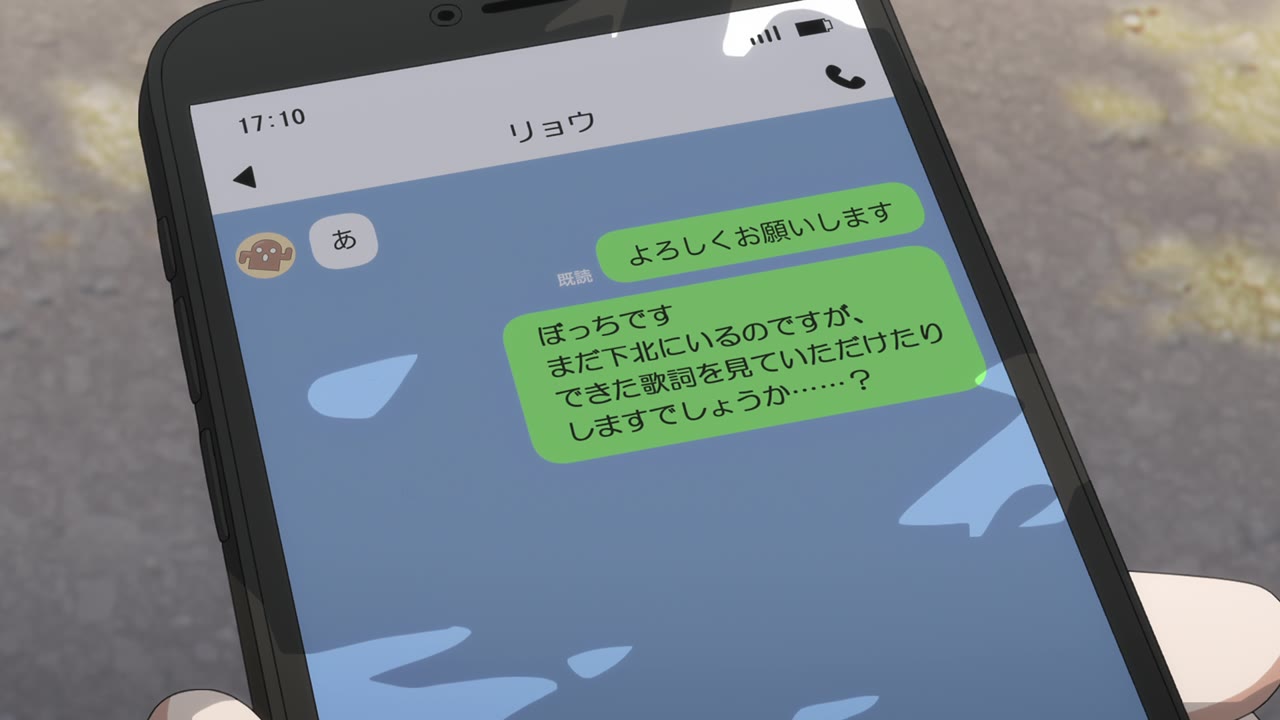 17:10
リョウ
あ
よろしくお願いします
既読
ぼっちです
まだ下北にいるのですが、
できた歌詞を見ていただけたり
しますでしょうか……？